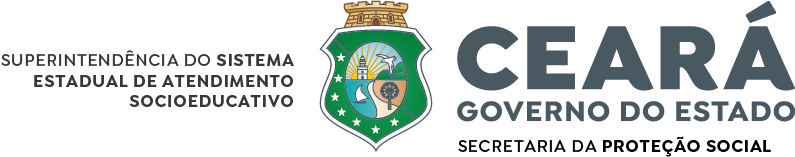 SUPERINTENDÊNCIA DO SISTEMA
ESTADUAL DE ATENDIMENTO
SOCIOEDUCATIVO
CEARÁ
GOVERNO DO ESTADO
SECRETARIA DA PROTEÇÃO SOCIAL